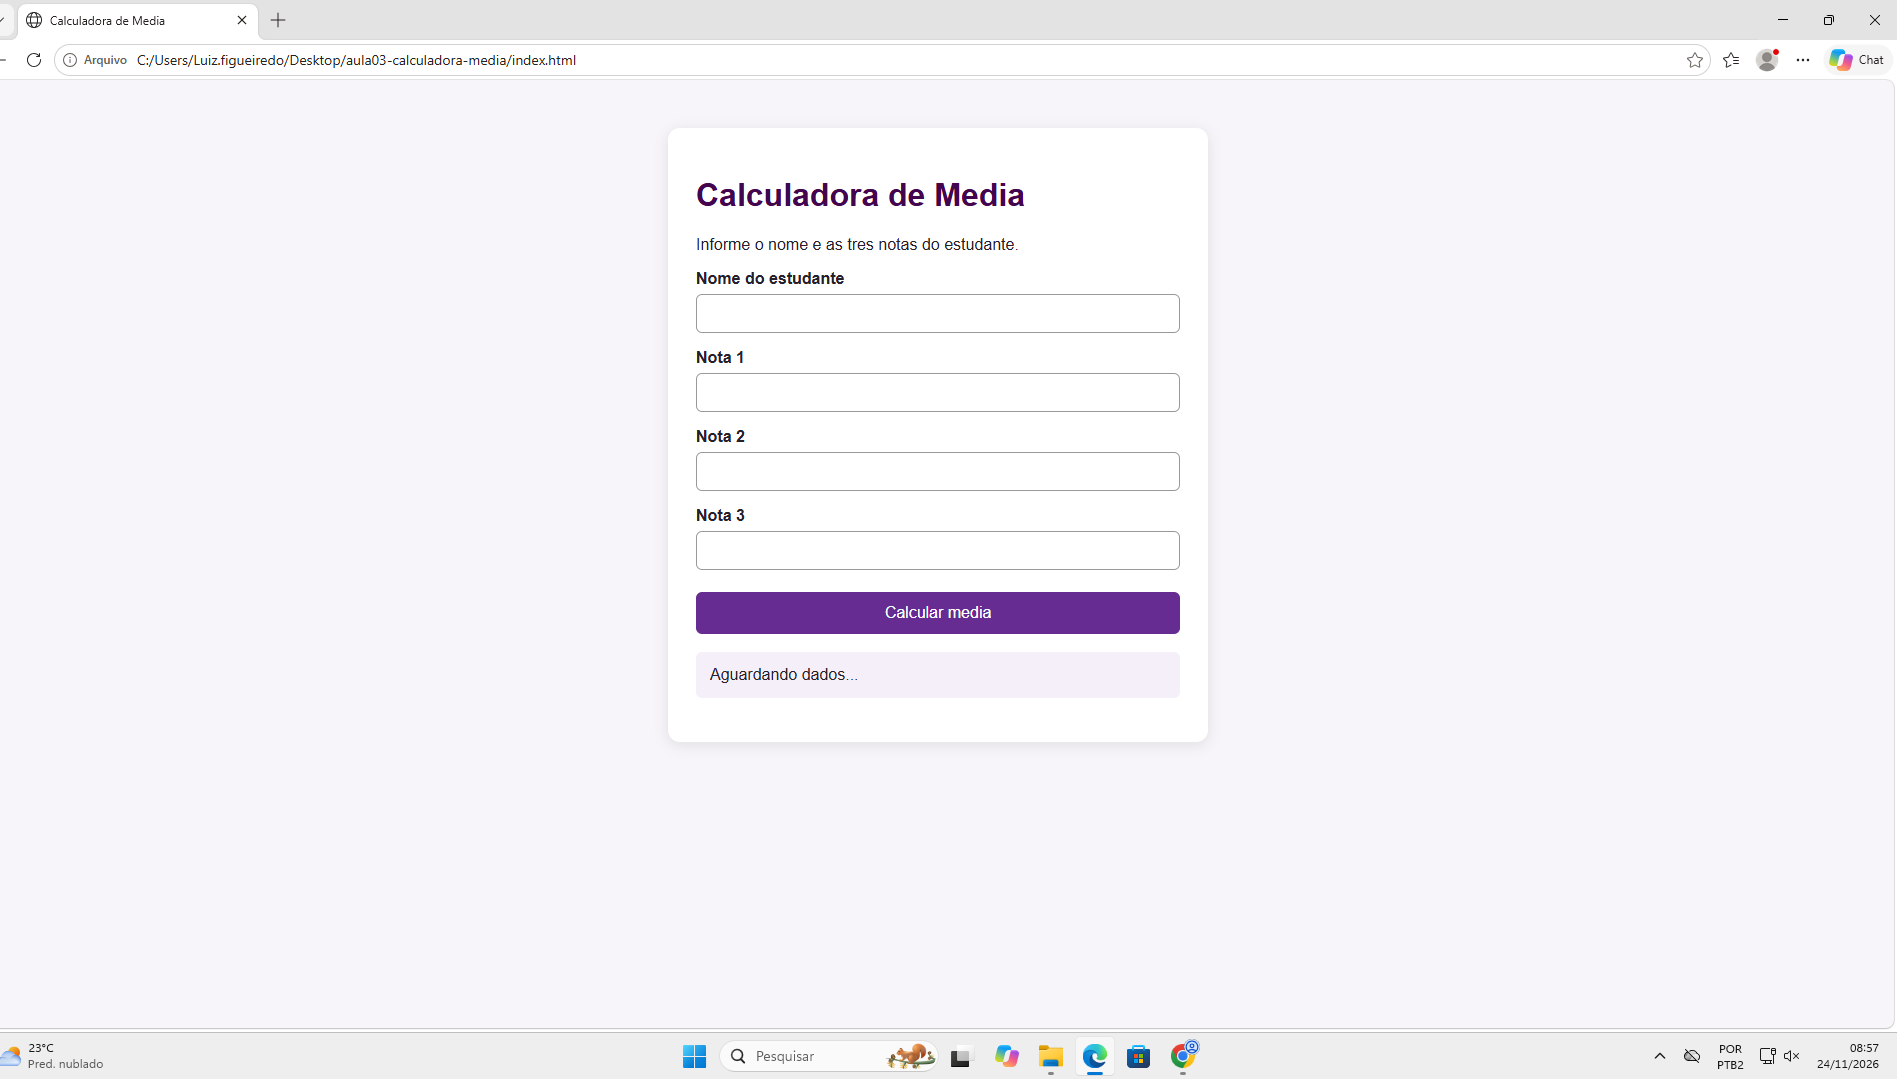 Calculadora de Media
Arquivo C:/Users/Luiz.figueiredo/Desktop/aula03-calculadora-media/index.html
Chat
Calculadora de Media
Informe o nome e as tres notas do estudante.
Nome do estudante
Nota 1
Nota 2
Nota 3
Calcular media
Aguardando dados...
23°C
Pred. nublado
Pesquisar
POR
PTB2
08:57
24/11/2026